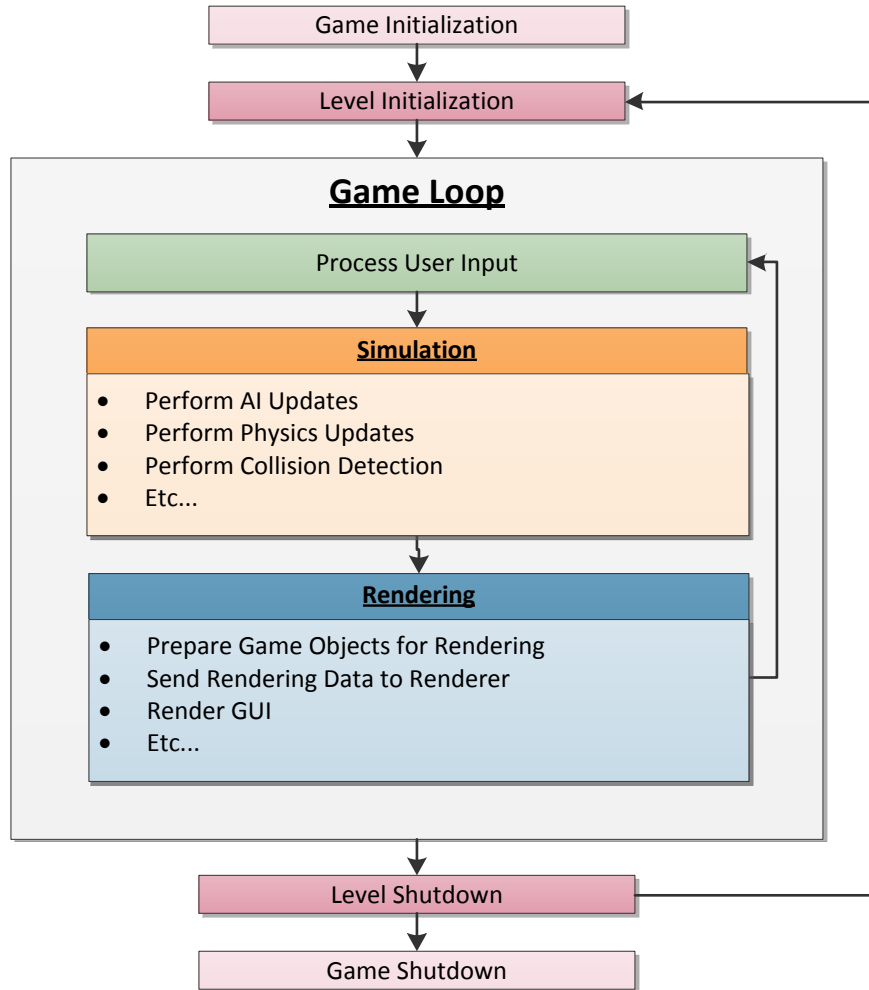 Game Initialization
Level Initialization
Game Loop
Process User Input
Simulation
• Perform AI Updates
• Perform Physics Updates
• Perform Collision Detection
• Etc...
Rendering
• Prepare Game Objects for Rendering
• Send Rendering Data to Renderer
• Render GUI
• Etc...
Level Shutdown
Game Shutdown